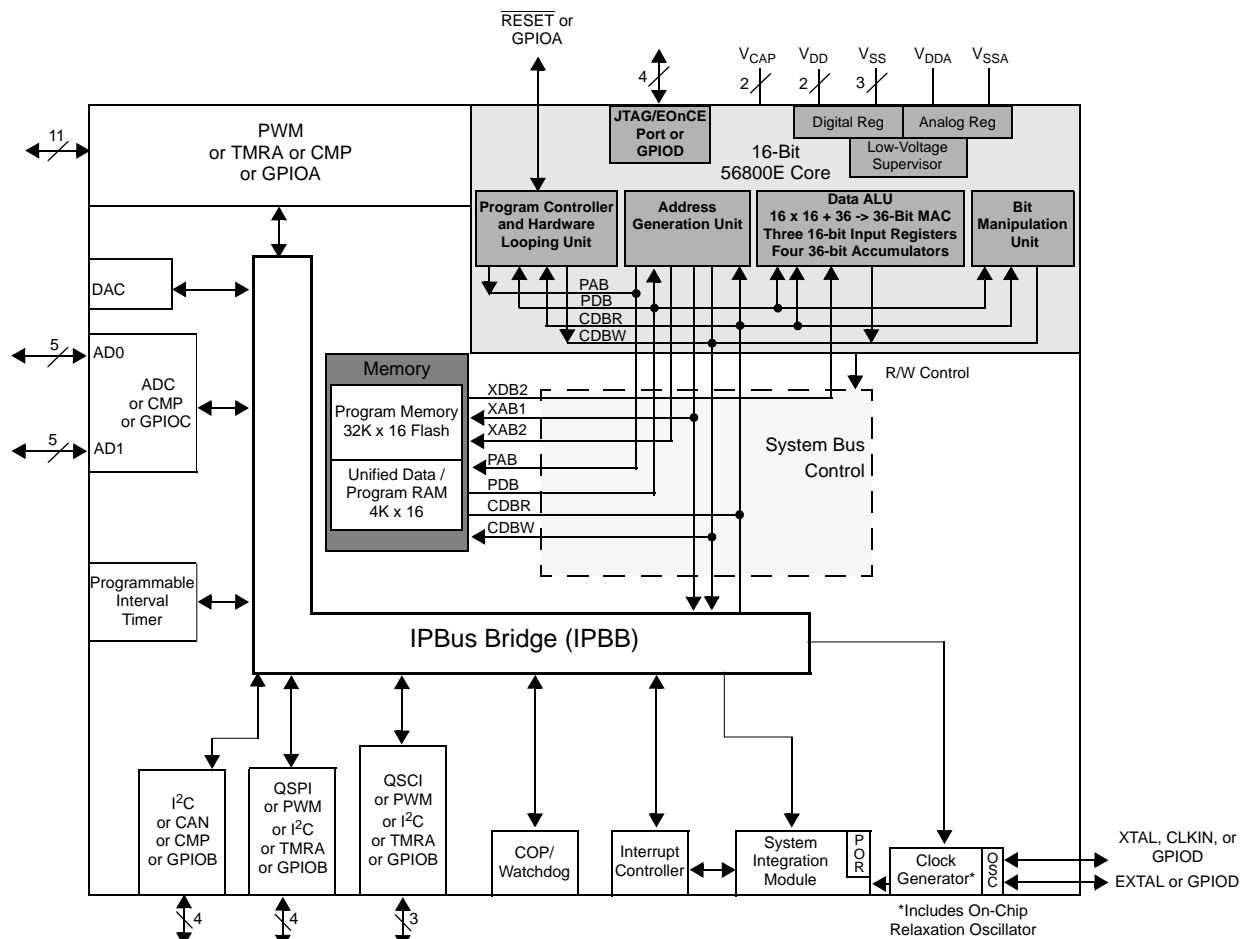 RESET or
GPIOA
4
VCAP
VDD
VSS
VDDA
VSSA
2
2
3
11
PWM
or TMRA or CMP
or GPIOA
JTAG/EOnCE
Port or
GPIOD
Digital Reg
Analog Reg
Low-Voltage
Supervisor
16-Bit
56800E Core
Program Controller
and Hardware
Looping Unit
Address
Generation Unit
Data ALU
16 x 16 + 36 -> 36-Bit MAC
Three 16-bit Input Registers
Four 36-bit Accumulators
Bit
Manipulation
Unit
PAB
PDB
CDBR
CDBW
DAC
5
AD0
ADC
or CMP
or GPIOC
5
AD1
Memory
Program Memory
32K x 16 Flash
Unified Data /
Program RAM
4K x 16
XDB2
XAB1
XAB2
PAB
PDB
CDBR
CDBW
R/W Control
System Bus
Control
Programmable
Interval
Timer
IPBus Bridge (IPBB)
I2C
or CAN
or CMP
or GPIOB
QSPI
or PWM
or I2C
or TMRA
or GPIOB
QSCI
or PWM
or I2C
or TMRA
or GPIOB
COP/
Watchdog
Interrupt
Controller
System
Integration
Module
POR
Clock
Generator*
OSC
XTAL, CLKIN, or
GPIOD
EXTAL or GPIOD
*Includes On-Chip
Relaxation Oscillator
4
4
3